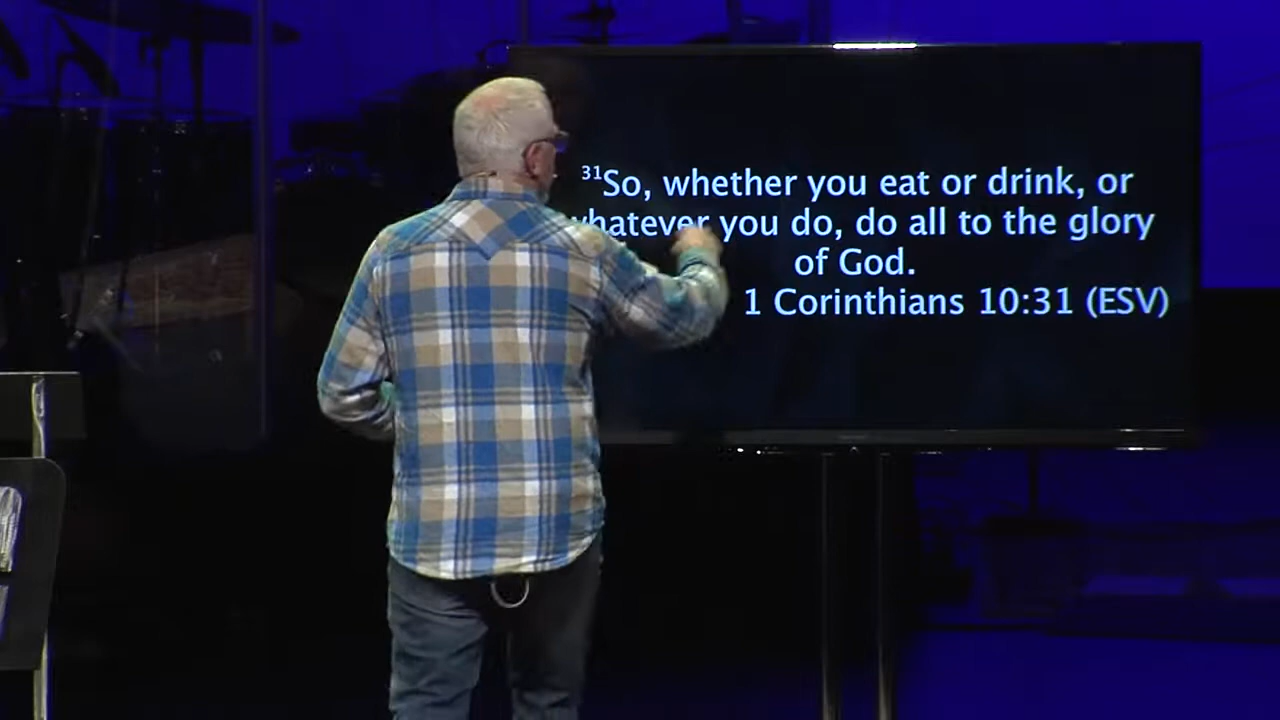 ³¹So, whether you eat or drink, or
whatever you do, do all to the glory
of God.
1 Corinthians 10:31 (ESV)